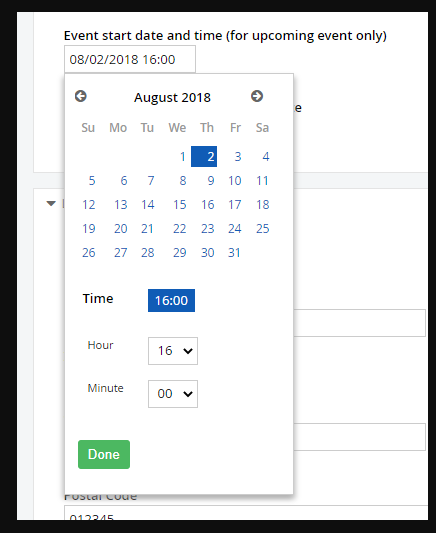 Event start date and time (for upcoming event only)
08/02/2018 16:00
August 2018
e
Su Mo Tu We Th Fr Sa
1 2 3 4
5 6 7 8 9 10 11
12 13 14 15 16 17 18
19 20 21 22 23 24 25
26 27 28 29 30 31
Time 16:00
Hour 16
Minute 00
Done
Postal Code
012345